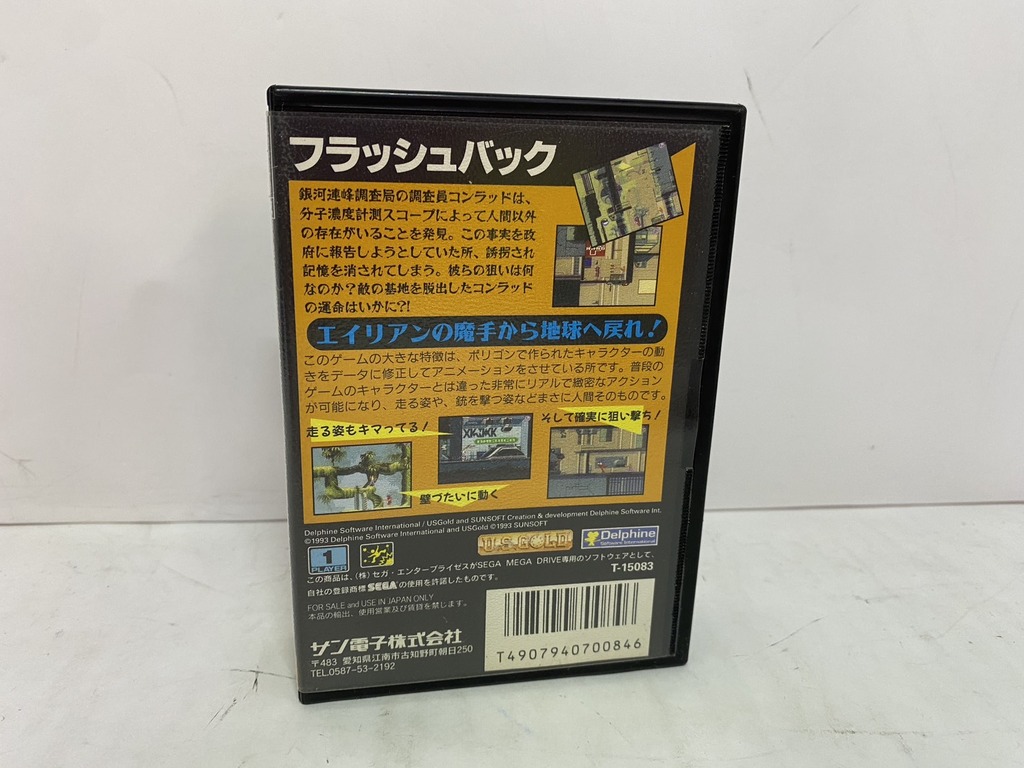 フラッシュバック
銀河連峰調査局の調査員コンラッドは、
分子濃度計測スコープによって人間以外
の存在がいることを発見。この事実を政
府に報告しようとしていた所、誘拐され
記憶を消されてしまう。彼らの狙いは何
なのか?敵の基地を脱出したコンラッド
の運命はいかに?!
エイリアンの魔手から地球へ戻れ!
このゲームの大きな特徴は、ポリゴンで作られたキャラクターの動
きをデータに修正してアニメーションをさせている所です。普段の
ゲームのキャラクターとは違った非常にリアルで緻密なアクション
が可能になり、走る姿や、銃を撃つ姿などまさに人間そのものです。
走る姿もキマってる!
そして確実に狙い撃ち!
壁づたいに動く
Delphine Software International / USGold and SUNSOFT Creation & development Delphine Software Int.
©1993 Delphine Software International and USGold ©1993 SUNSOFT
1
PLAYER
U.S. GOLD
Delphine
Software International
この商品は、(株)セガ・エンタープライゼスがSEGA MEGA DRIVE専用のソフトウェアとして、
自社の登録商標SEGA®の使用を許諾したものです。
T-15083
FOR SALE and USE IN JAPAN ONLY
本品の輸出、使用営業及び賃貸を禁じます。
サン電子株式会社
〒483 愛知県江南市古知野町朝日250
TEL.0587-53-2192
T4907940700846